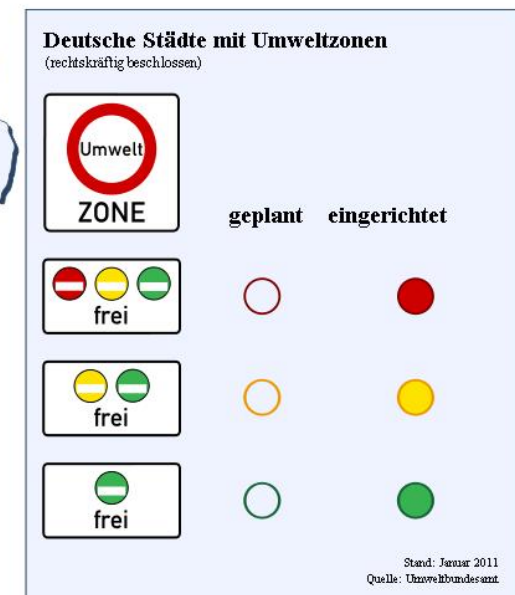 Deutsche Städte mit Umweltzonen
(rechtskräftig beschlossen)
Umwelt
ZONE
geplant eingerichtet
frei
frei
frei
Stand: Januar 2011
Quelle: Umweltbundesamt